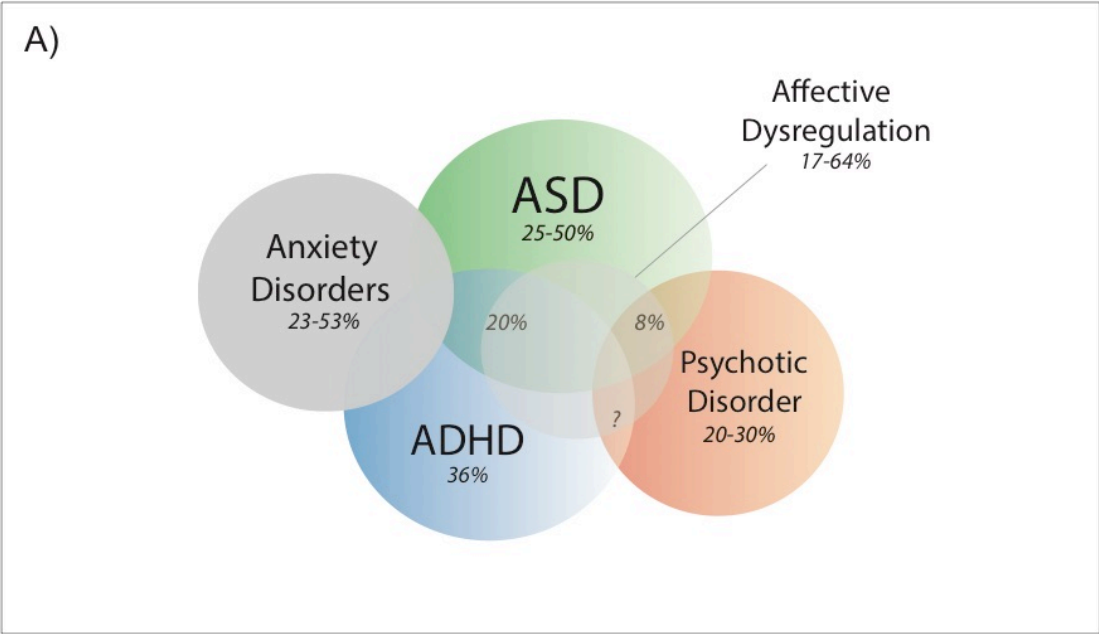 A)
Affective
Dysregulation
17-64%
ASD
25-50%
Anxiety
Disorders
23-53%
20%
8%
Psychotic
Disorder
20-30%
?
ADHD
36%